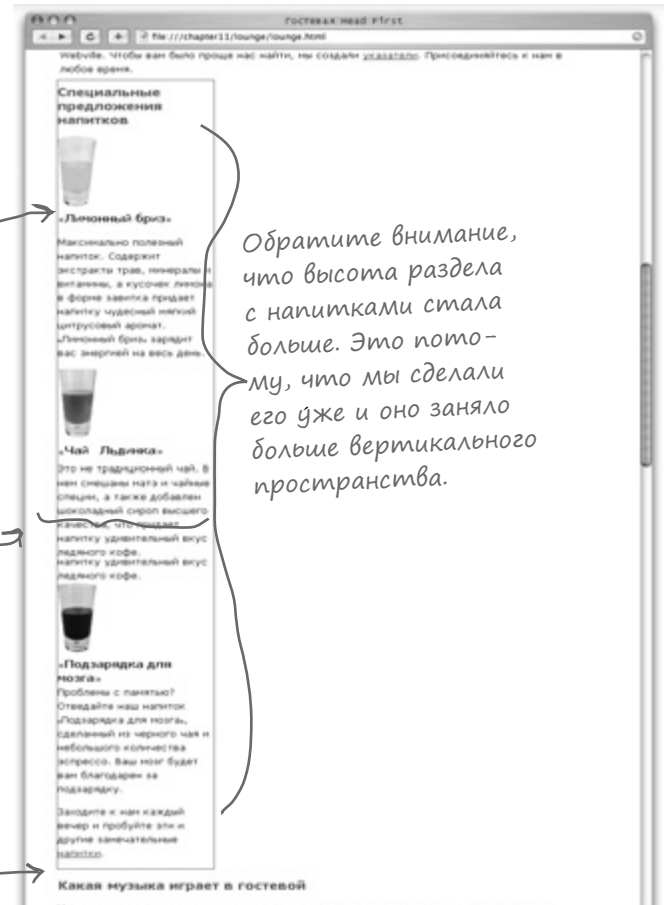 гостевая Head First
file:///chapter11/lounge/lounge.html
Webville. Чтобы вам было проще нас найти, мы создали указатели. Присоединяйтесь к нам в
любое время.
Специальные
предложения
напитков
«Лимонный бриз»
Максимально полезный
напиток. Содержит
экстракты трав, минералы и
витамины, а кусочек лимона
в форме завитка придает
напитку чудесный мягкий
цитрусовый аромат.
«Лимонный бриз» зарядит
вас энергией на весь день.
«Чай Льдинка»
Это не традиционный чай. В
нем смешаны мата и чайные
специи, а также добавлен
шоколадный сироп высшего
качества, что придает
напитку удивительный вкус
ледяного кофе.
напитку удивительный вкус
ледяного кофе.
«Подзарядка для
мозга»
Проблемы с памятью?
Отведайте наш напиток
«Подзарядка для мозга»,
сделанный из черного чая и
небольшого количества
эспрессо. Ваш мозг будет
вам благодарен за
подзарядку.
Заходите к нам каждый
вечер и пробуйте эти и
другие замечательные
напитки.
Какая музыка играет в гостевой
Обратите внимание,
что высота раздела
с напитками стала
больше. Это пото-
му, что мы сделали
его у́же и оно заняло
больше вертикального
пространства.